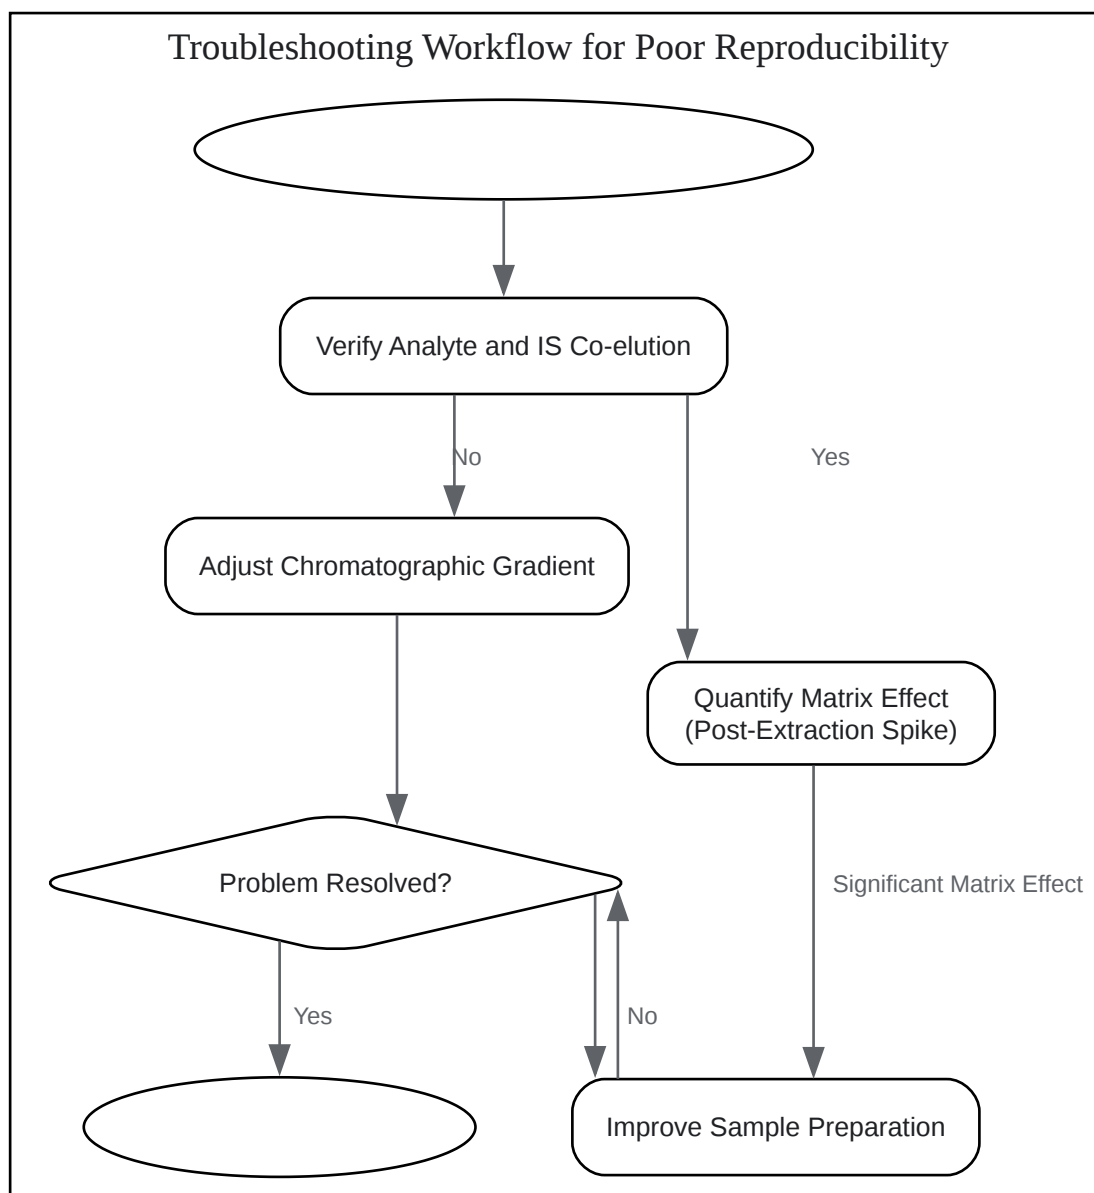 Troubleshooting Workflow for Poor Reproducibility
Verify Analyte and IS Co-elution
No
Yes
Adjust Chromatographic Gradient
Quantify Matrix Effect
(Post-Extraction Spike)
Problem Resolved?
Significant Matrix Effect
Yes
No
Improve Sample Preparation